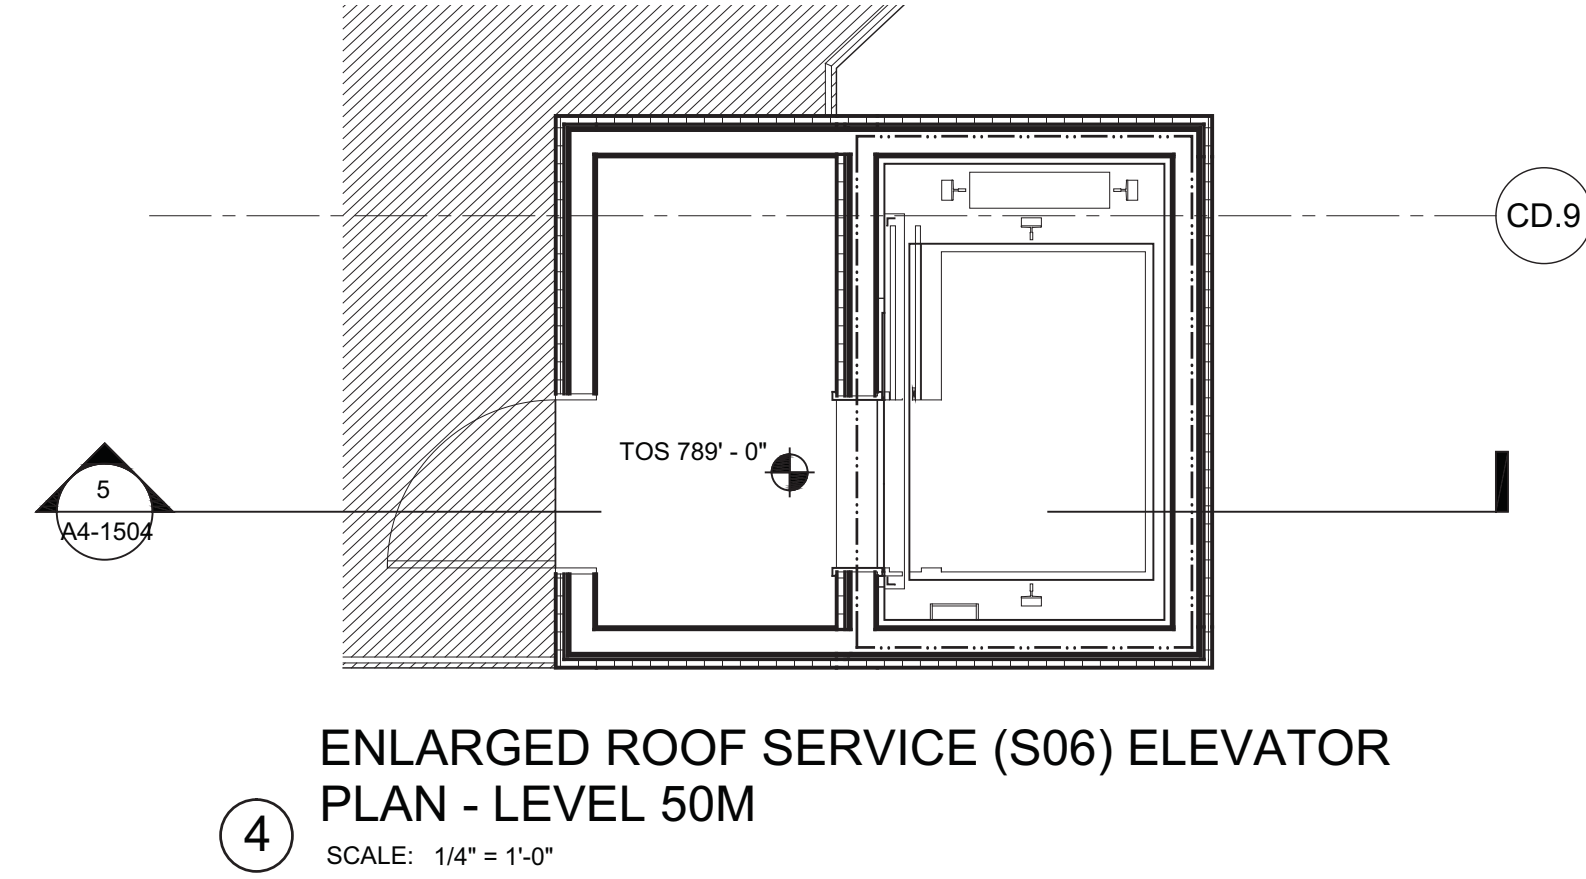 CD.9
TOS 789' - 0"
5
A4-1504
ENLARGED ROOF SERVICE (S06) ELEVATOR
PLAN - LEVEL 50M
4
SCALE: 1/4" = 1'-0"